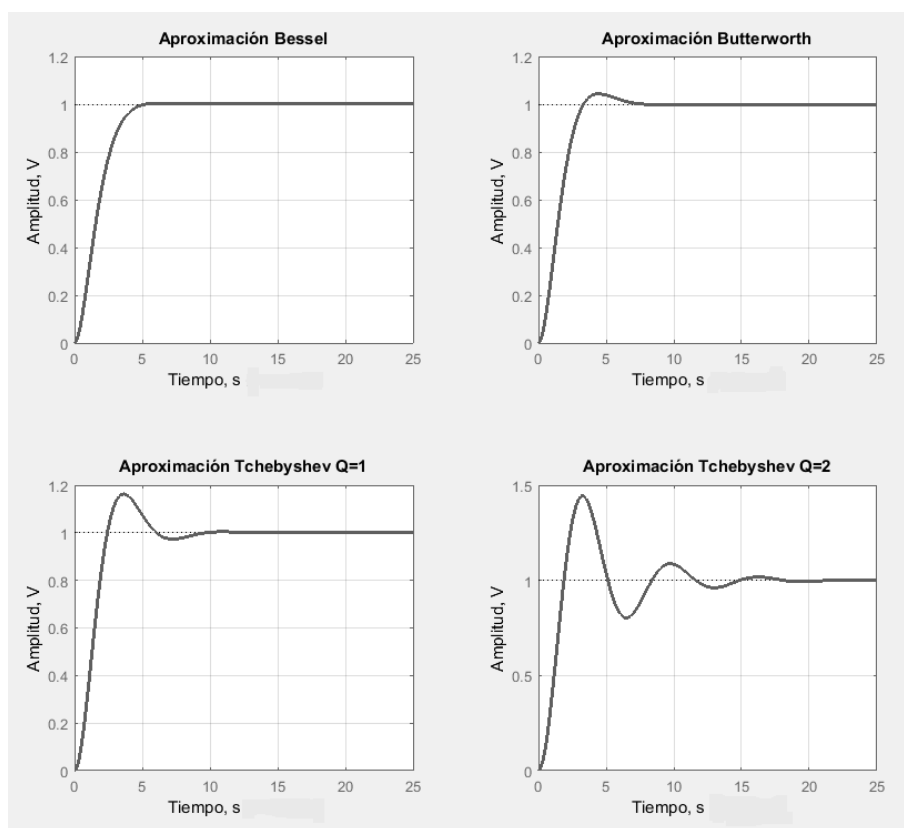 Aproximación Bessel
1.2
1
0.8
0.6
0.4
0.2
0
Amplitud, V
0 5 10 15 20 25
Tiempo, s
Aproximación Butterworth
1.2
1
0.8
0.6
0.4
0.2
0
Amplitud, V
0 5 10 15 20 25
Tiempo, s
Aproximación Tchebyshev Q=1
1.2
1
0.8
0.6
0.4
0.2
0
Amplitud, V
0 5 10 15 20 25
Tiempo, s
Aproximación Tchebyshev Q=2
1.5
1
0.5
0
Amplitud, V
0 5 10 15 20 25
Tiempo, s